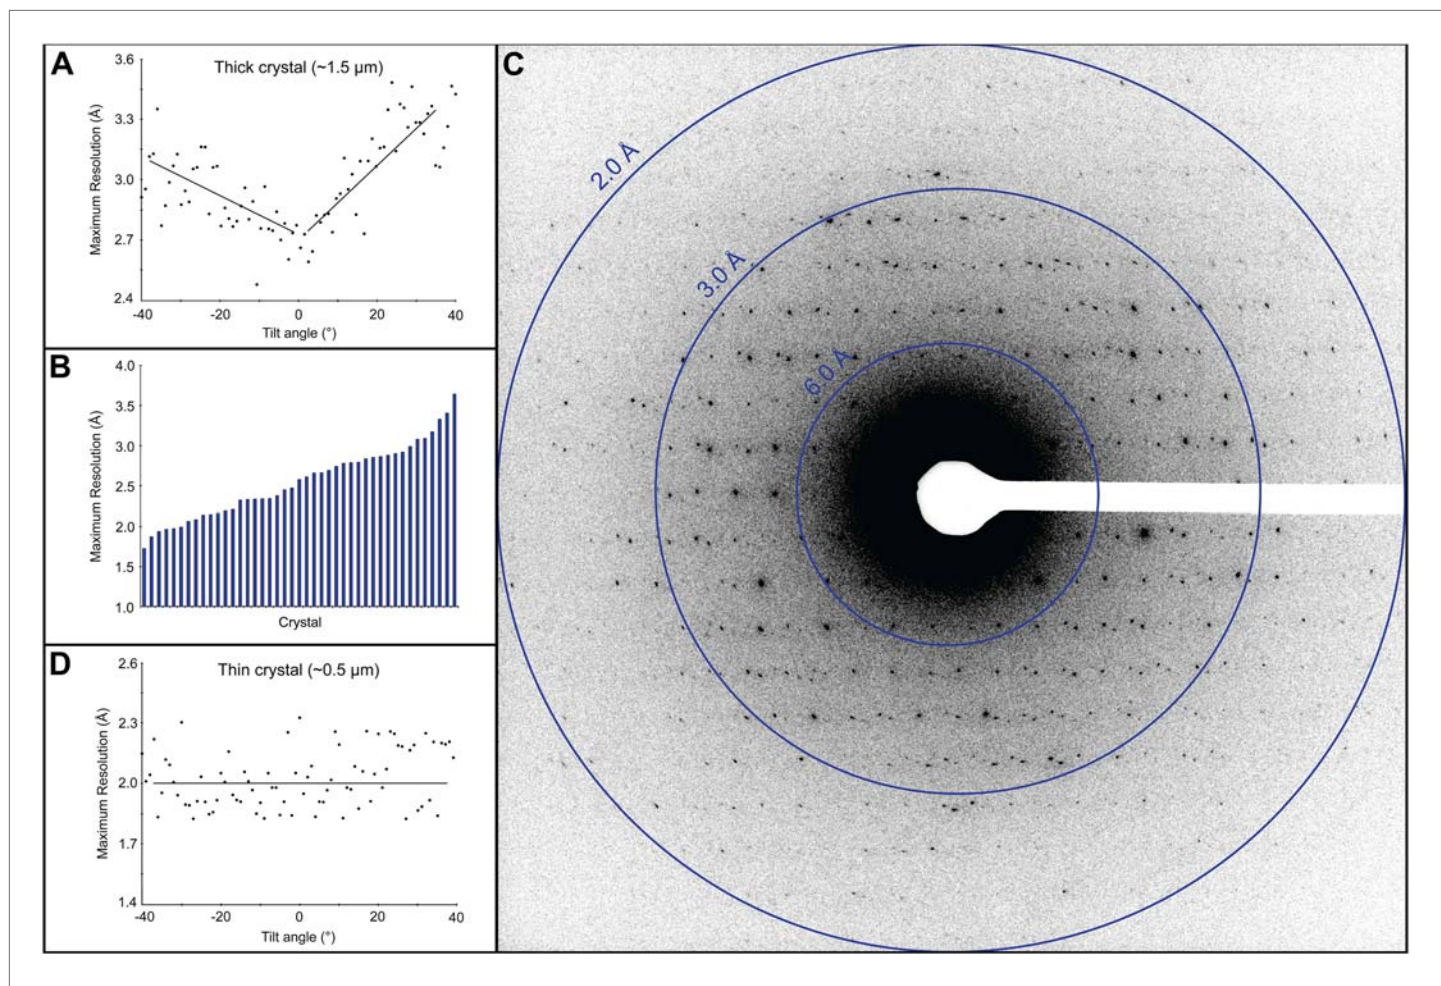 A
Thick crystal (~1.5 µm)
Maximum Resolution (Å)
3.6
3.3
3.0
2.7
2.4
-40
-20
0
20
40
Tilt angle (°)
B
Maximum Resolution (Å)
4.0
3.5
3.0
2.5
2.0
1.5
1.0
Crystal
D
Thin crystal (~0.5 µm)
Maximum Resolution (Å)
2.6
2.3
2.0
1.7
1.4
-40
-20
0
20
40
Tilt angle (°)
C
2.0 Å
3.0 Å
6.0 Å